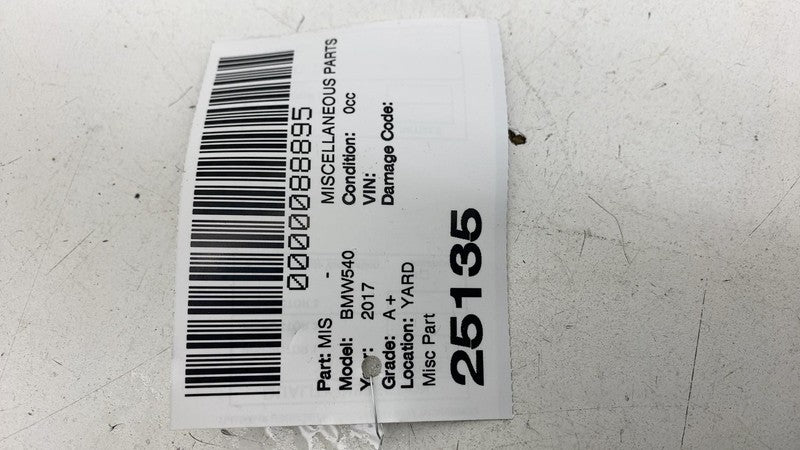 0000088895
Part: MIS - MISCELLANEOUS PARTS
Model: BMW540 Condition: 0cc
Year: 2017 VIN:
Grade: A+ Damage Code:
Location: YARD
Misc Part
25135